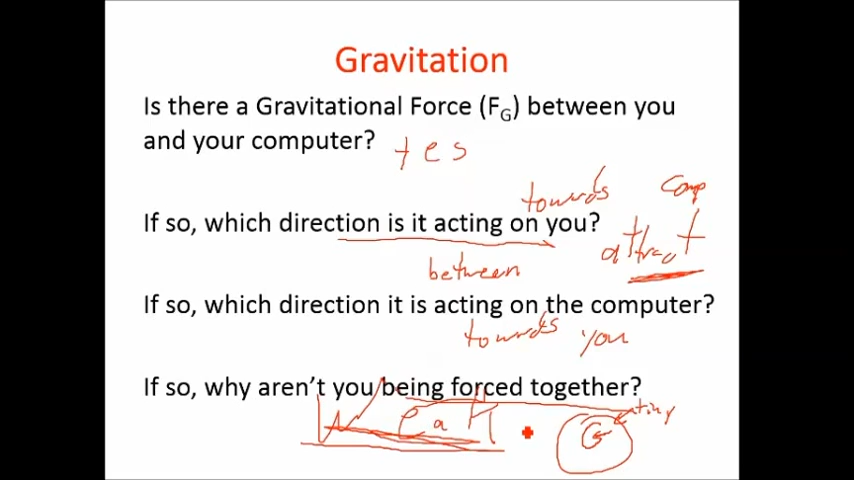 Gravitation
Is there a Gravitational Force (FG) between you
and your computer?
yes
towards comp
If so, which direction is it acting on you?
attract
between
If so, which direction it is acting on the computer?
towards you
If so, why aren't you being forced together?
Weak
G tiny